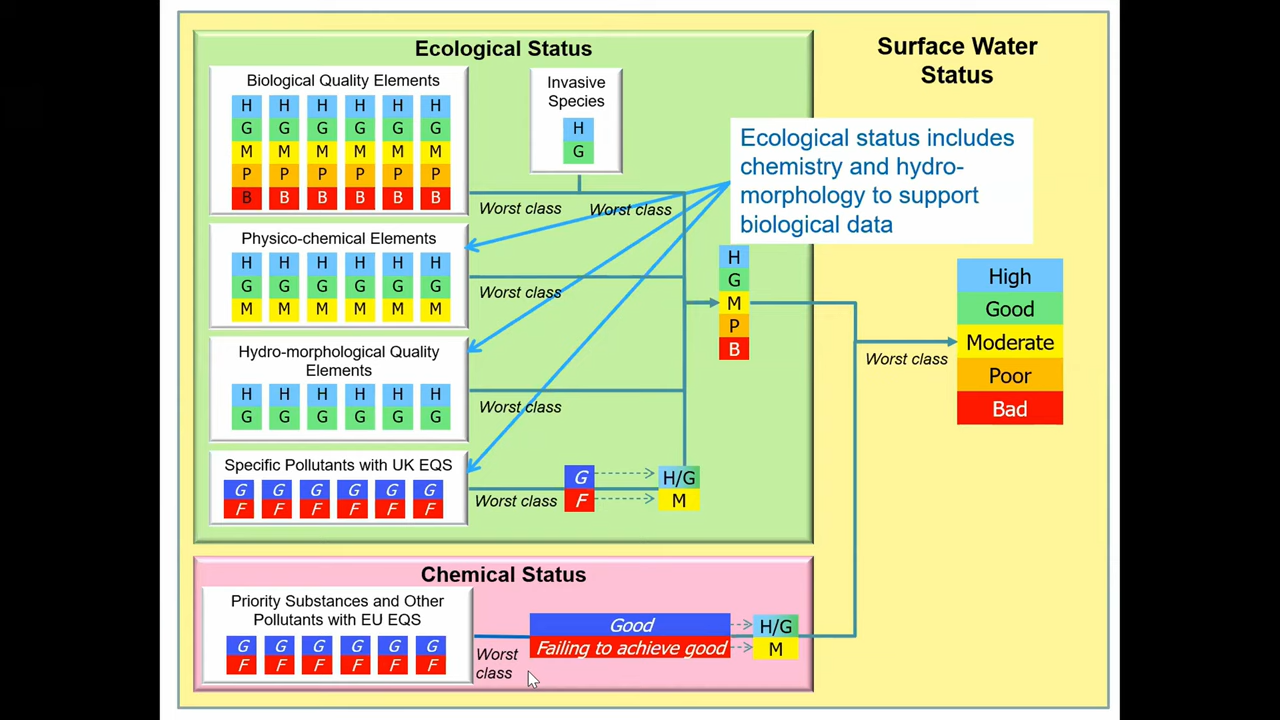 Ecological Status
Surface Water
Status
Biological Quality Elements
H H H H H H
G G G G G G
M M M M M M
P P P P P P
B B B B B B
Invasive
Species
H
G
Ecological status includes
chemistry and hydro-
morphology to support
biological data
Worst class
Worst class
Physico-chemical Elements
H H H H H H
G G G G G G
M M M M M M
Worst class
H
G
M
P
B
High
Good
Moderate
Poor
Bad
Worst class
Hydro-morphological Quality
Elements
H H H H H H
G G G G G G
Worst class
Specific Pollutants with UK EQS
G G G G G G
F F F F F F
Worst class
G
F
H/G
M
Chemical Status
Priority Substances and Other
Pollutants with EU EQS
G G G G G G
F F F F F F
Worst
class
Good
Failing to achieve good
H/G
M